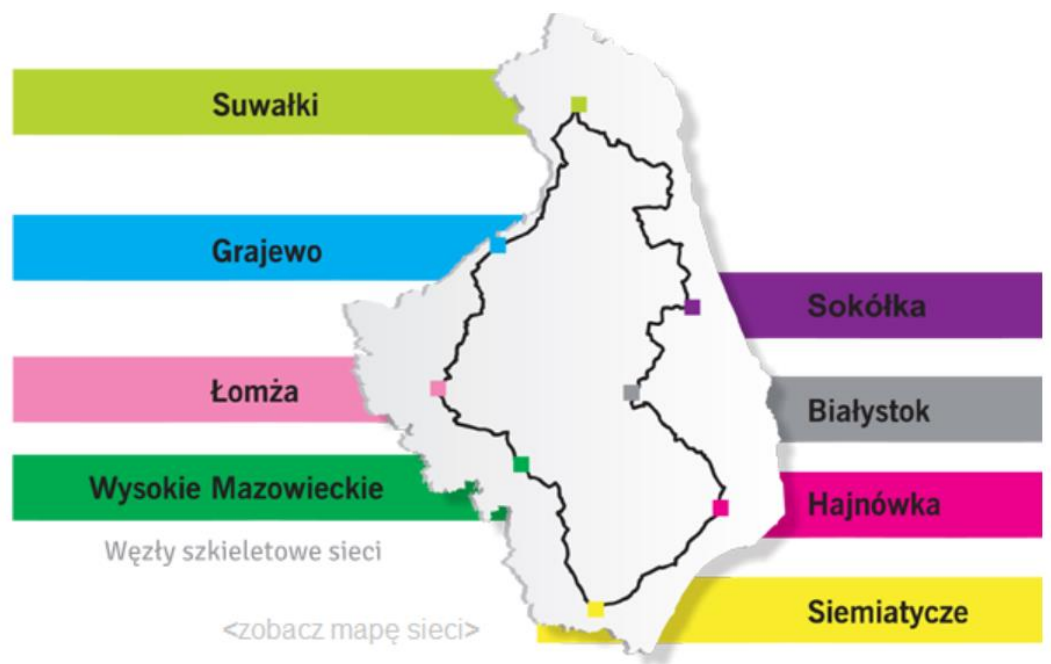 Suwałki
Grajewo
Łomża
Wysokie Mazowieckie
Węzły szkieletowe sieci
<zobacz mapę sieci>
Sokółka
Białystok
Hajnówka
Siemiatycze